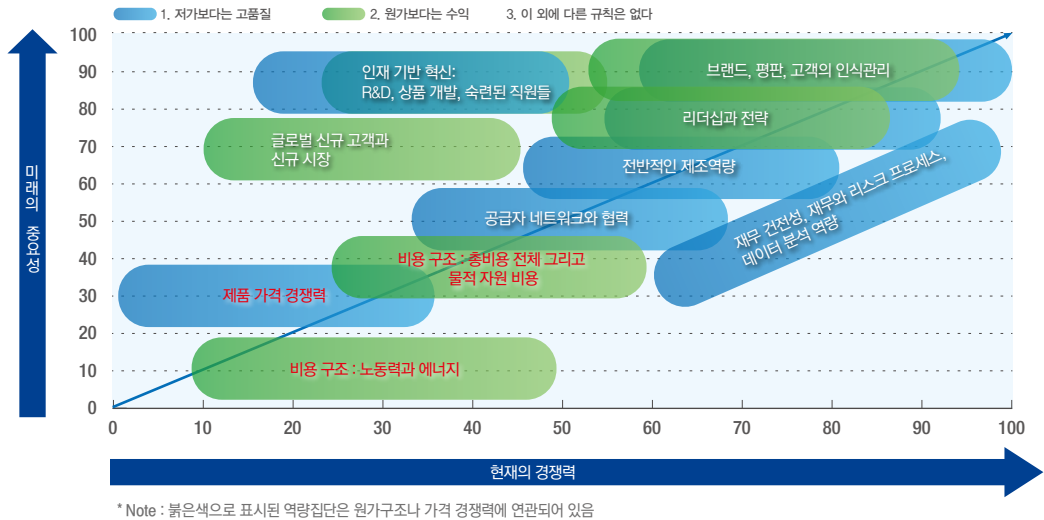 1. 저가보다는 고품질 2. 원가보다는 수익 3. 이 외에 다른 규칙은 없다
미래의 중요성
100
90
80
70
60
50
40
30
20
10
0
인재 기반 혁신:
R&D, 상품 개발, 숙련된 직원들
브랜드, 평판, 고객의 인식관리
리더십과 전략
글로벌 신규 고객과
신규 시장
전반적인 제조역량
재무 건전성, 재무와 리스크 프로세스,
데이터 분석 역량
공급자 네트워크와 협력
비용 구조 : 총비용 전체 그리고
물적 자원 비용
제품 가격 경쟁력
비용 구조 : 노동력과 에너지
0 10 20 30 40 50 60 70 80 90 100
현재의 경쟁력
* Note : 붉은색으로 표시된 역량집단은 원가구조나 가격 경쟁력에 연관되어 있음